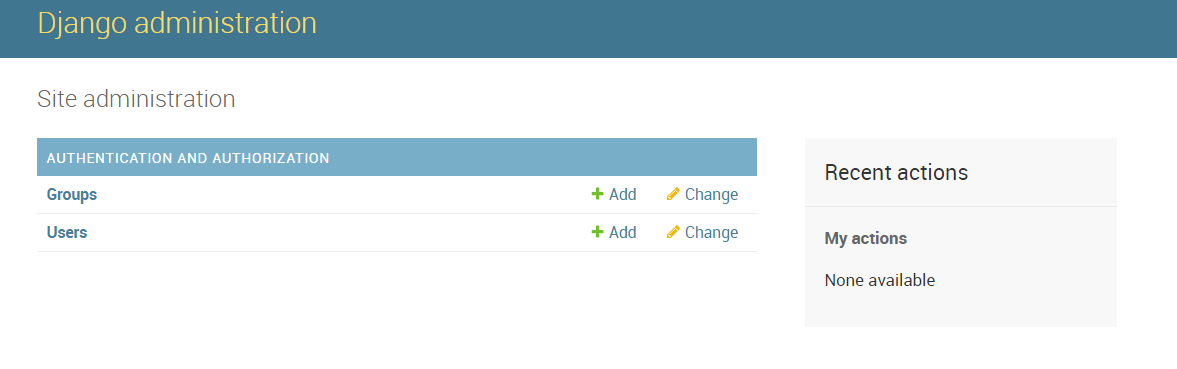 Django administration
Site administration
AUTHENTICATION AND AUTHORIZATION
Groups Add Change
Users Add Change
Recent actions
My actions
None available